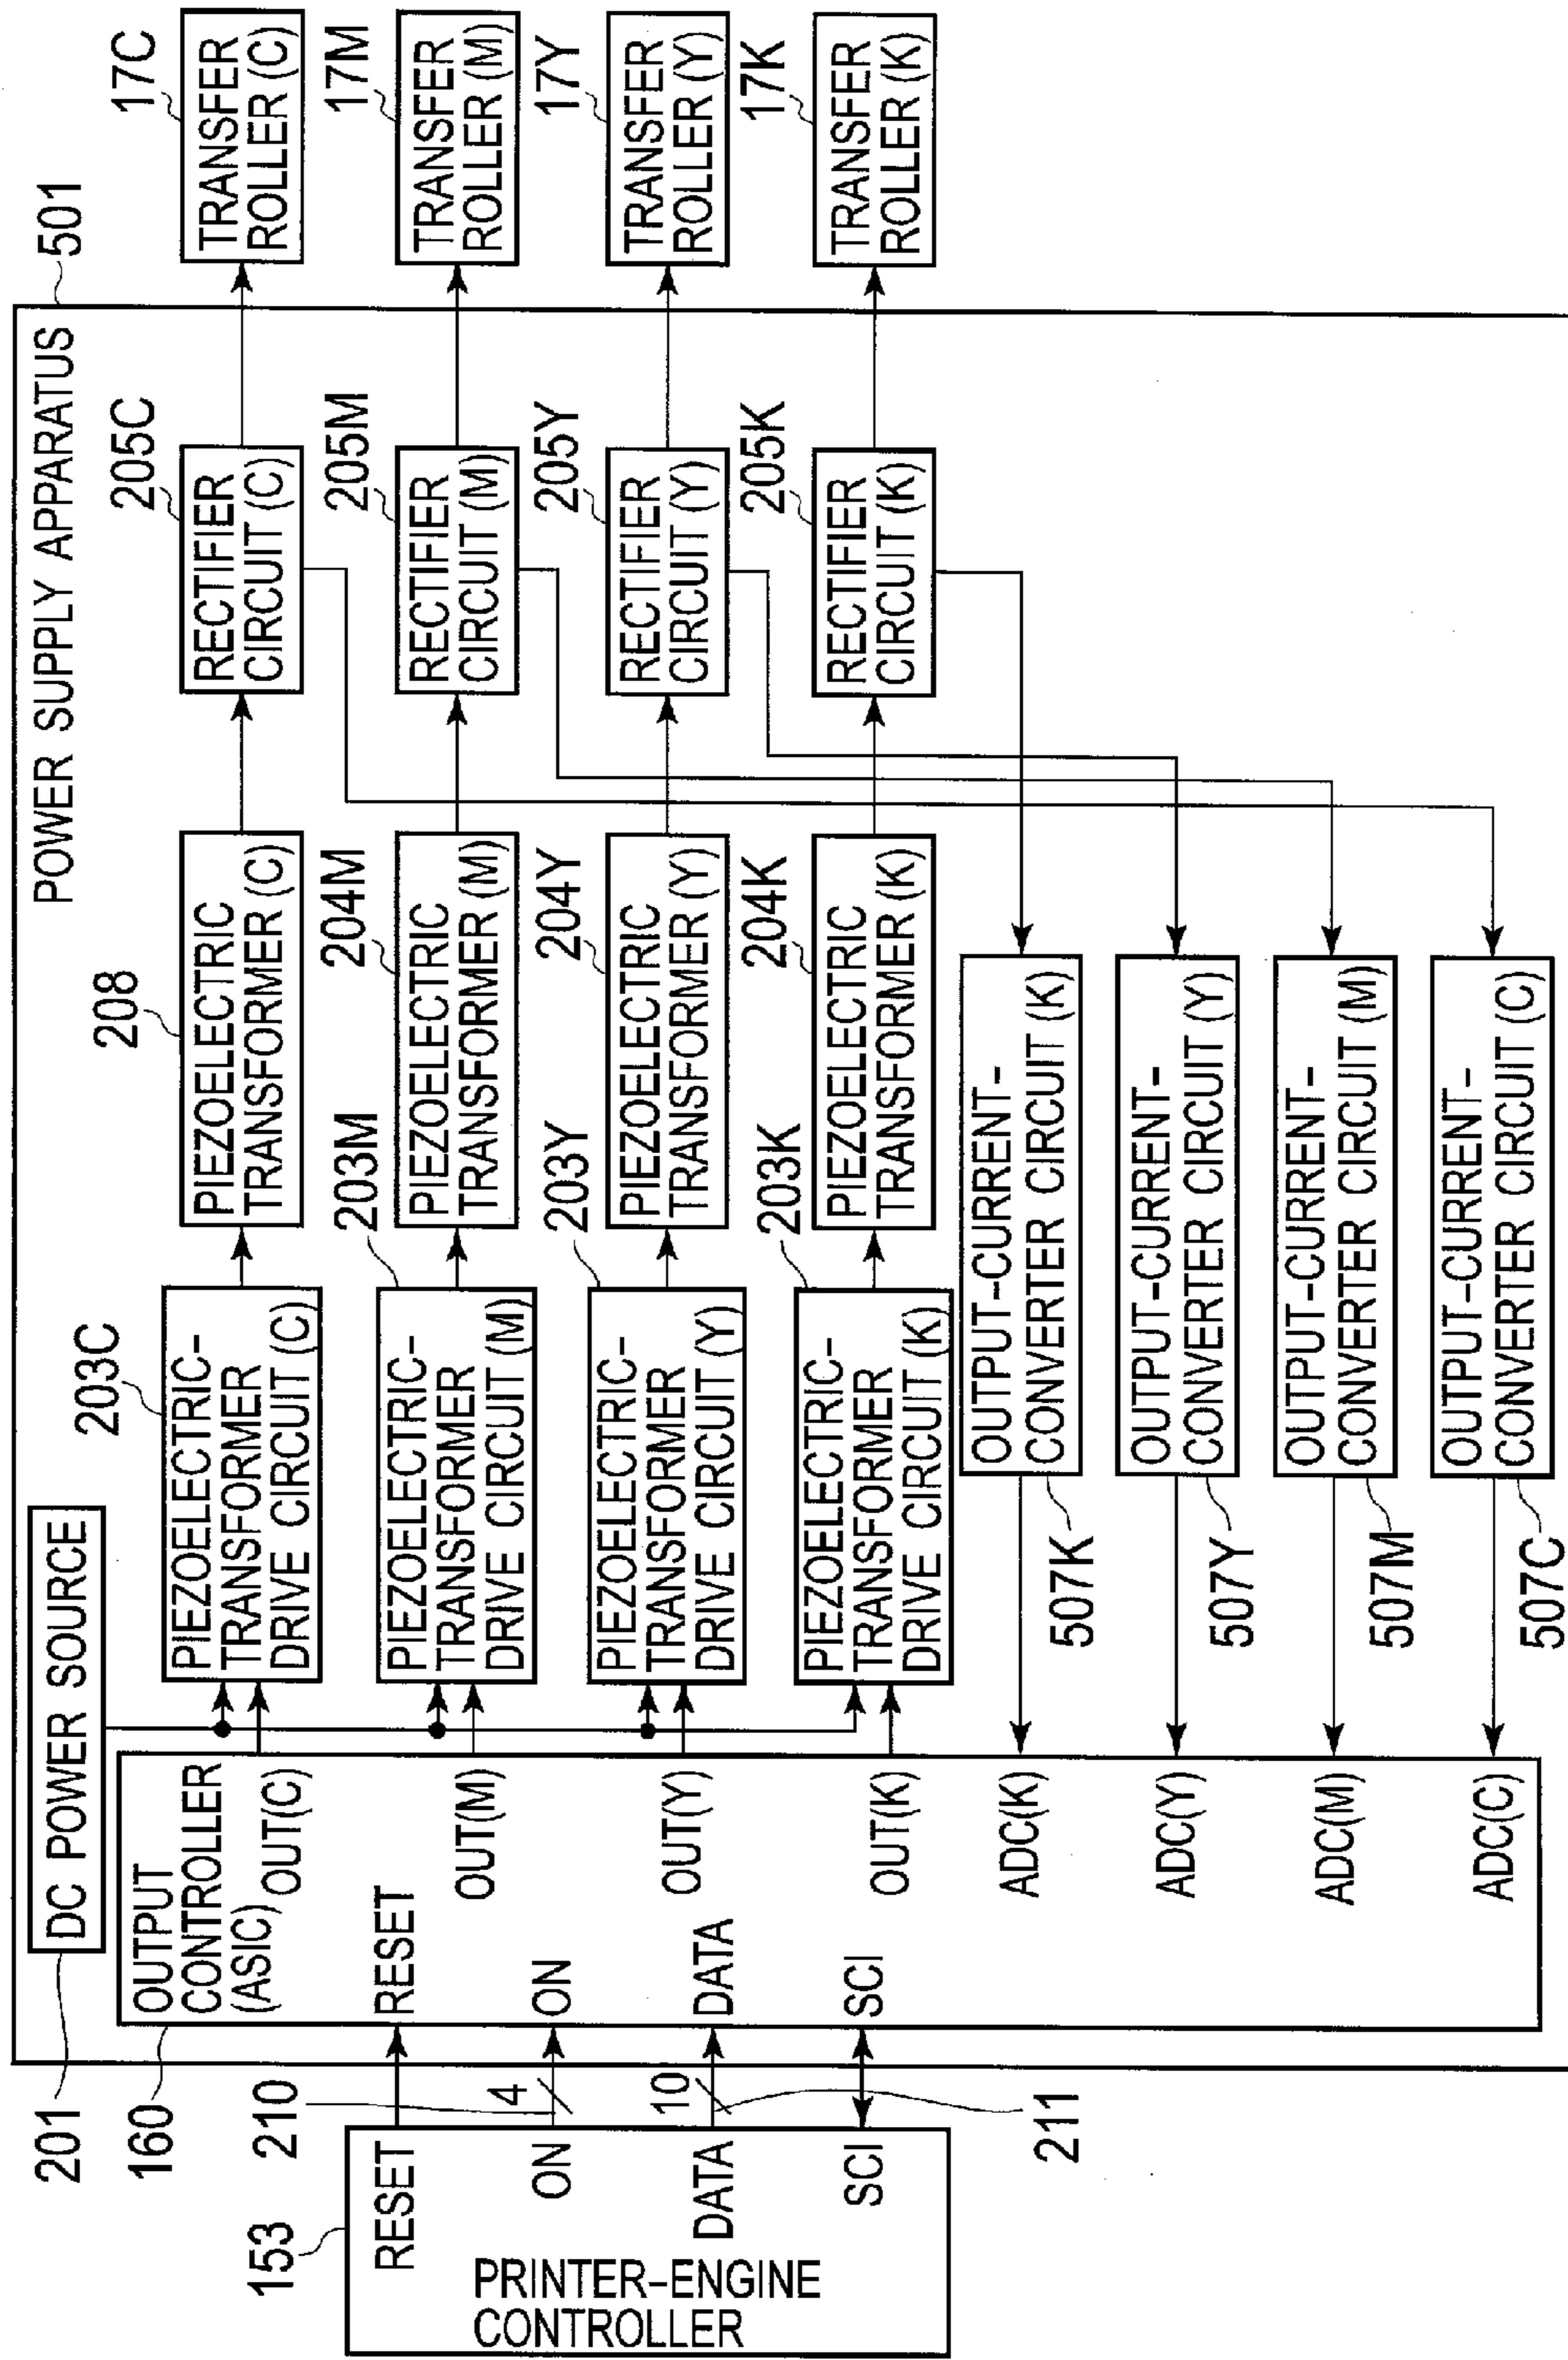 POWER SUPPLY APPARATUS
501
201
DC POWER SOURCE
160
OUTPUT
CONTROLLER
(ASIC)
OUT(C)
RESET
OUT(M)
ON
OUT(Y)
DATA
OUT(K)
SCI
ADC(K)
ADC(Y)
ADC(M)
ADC(C)
210
4
10
211
153
RESET
ON
DATA
SCI
PRINTER-ENGINE
CONTROLLER
203C
PIEZOELECTRIC-
TRANSFORMER
DRIVE CIRCUIT (C)
208
PIEZOELECTRIC
TRANSFORMER (C)
205C
RECTIFIER
CIRCUIT (C)
17C
TRANSFER
ROLLER (C)
203M
PIEZOELECTRIC-
TRANSFORMER
DRIVE CIRCUIT (M)
204M
PIEZOELECTRIC
TRANSFORMER (M)
205M
RECTIFIER
CIRCUIT (M)
17M
TRANSFER
ROLLER (M)
203Y
PIEZOELECTRIC-
TRANSFORMER
DRIVE CIRCUIT (Y)
204Y
PIEZOELECTRIC
TRANSFORMER (Y)
205Y
RECTIFIER
CIRCUIT (Y)
17Y
TRANSFER
ROLLER (Y)
203K
PIEZOELECTRIC-
TRANSFORMER
DRIVE CIRCUIT (K)
204K
PIEZOELECTRIC
TRANSFORMER (K)
205K
RECTIFIER
CIRCUIT (K)
17K
TRANSFER
ROLLER (K)
OUTPUT-CURRENT-
CONVERTER CIRCUIT (K)
507K
OUTPUT-CURRENT-
CONVERTER CIRCUIT (Y)
507Y
OUTPUT-CURRENT-
CONVERTER CIRCUIT (M)
507M
OUTPUT-CURRENT-
CONVERTER CIRCUIT (C)
507C